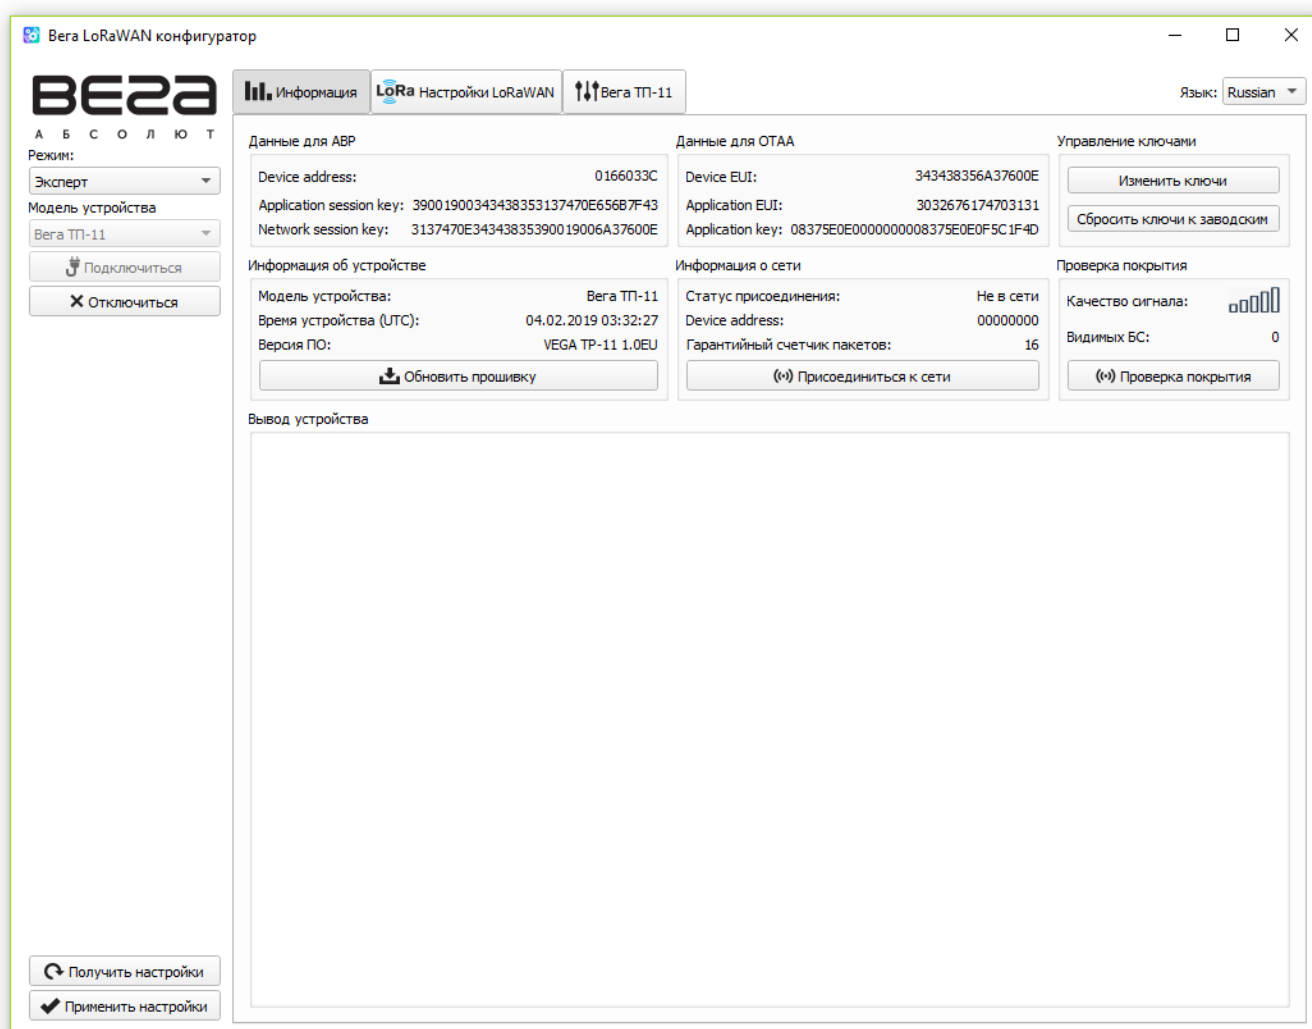 Вега LoRaWAN конфигуратор
ВЕГА
АБСОЛЮТ
Режим:
Эксперт
Модель устройства
Вега ТП-11
Подключиться
Отключиться
Информация
LoRa Настройки LoRaWAN
Вега ТП-11
Язык: Russian
Данные для ABP
Device address: 0166033C
Application session key: 39001900343438353137470E656B7F43
Network session key: 3137470E34343835390019006A37600E
Данные для OTAA
Device EUI: 343438356A37600E
Application EUI: 3032676174703131
Application key: 08375E0E0000000008375E0E0F5C1F4D
Управление ключами
Изменить ключи
Сбросить ключи к заводским
Информация об устройстве
Модель устройства: Вега ТП-11
Время устройства (UTC): 04.02.2019 03:32:27
Версия ПО: VEGA TP-11 1.0EU
Обновить прошивку
Информация о сети
Статус присоединения: Не в сети
Device address: 00000000
Гарантийный счетчик пакетов: 16
Присоединиться к сети
Проверка покрытия
Качество сигнала:
Видимых БС: 0
Проверка покрытия
Вывод устройства
Получить настройки
Применить настройки